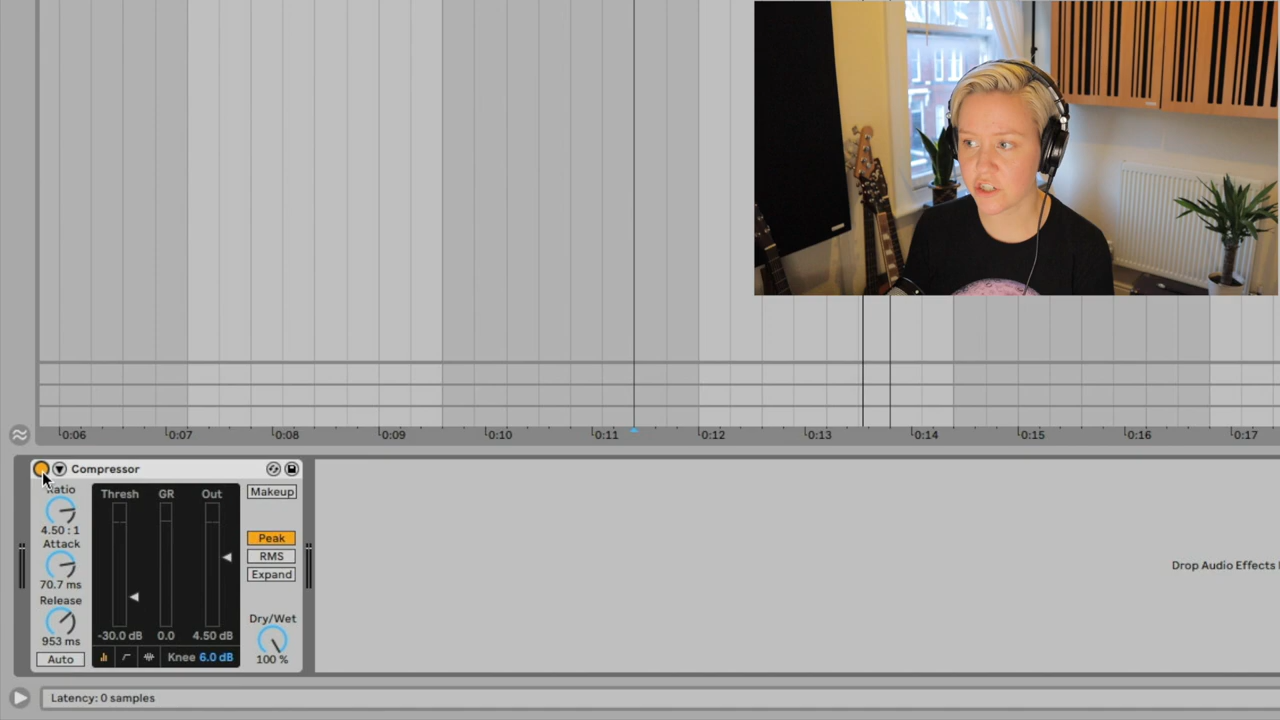 0:06 0:07 0:08 0:09 0:10 0:11 0:12 0:13 0:14 0:15 0:16 0:17
Compressor
Ratio
4.50 : 1
Attack
70.7 ms
Release
953 ms
Auto
Thresh GR Out
-30.0 dB 0.0 4.50 dB
Knee 6.0 dB
Makeup
Peak
RMS
Expand
Dry/Wet
100 %
Drop Audio Effects
Latency: 0 samples